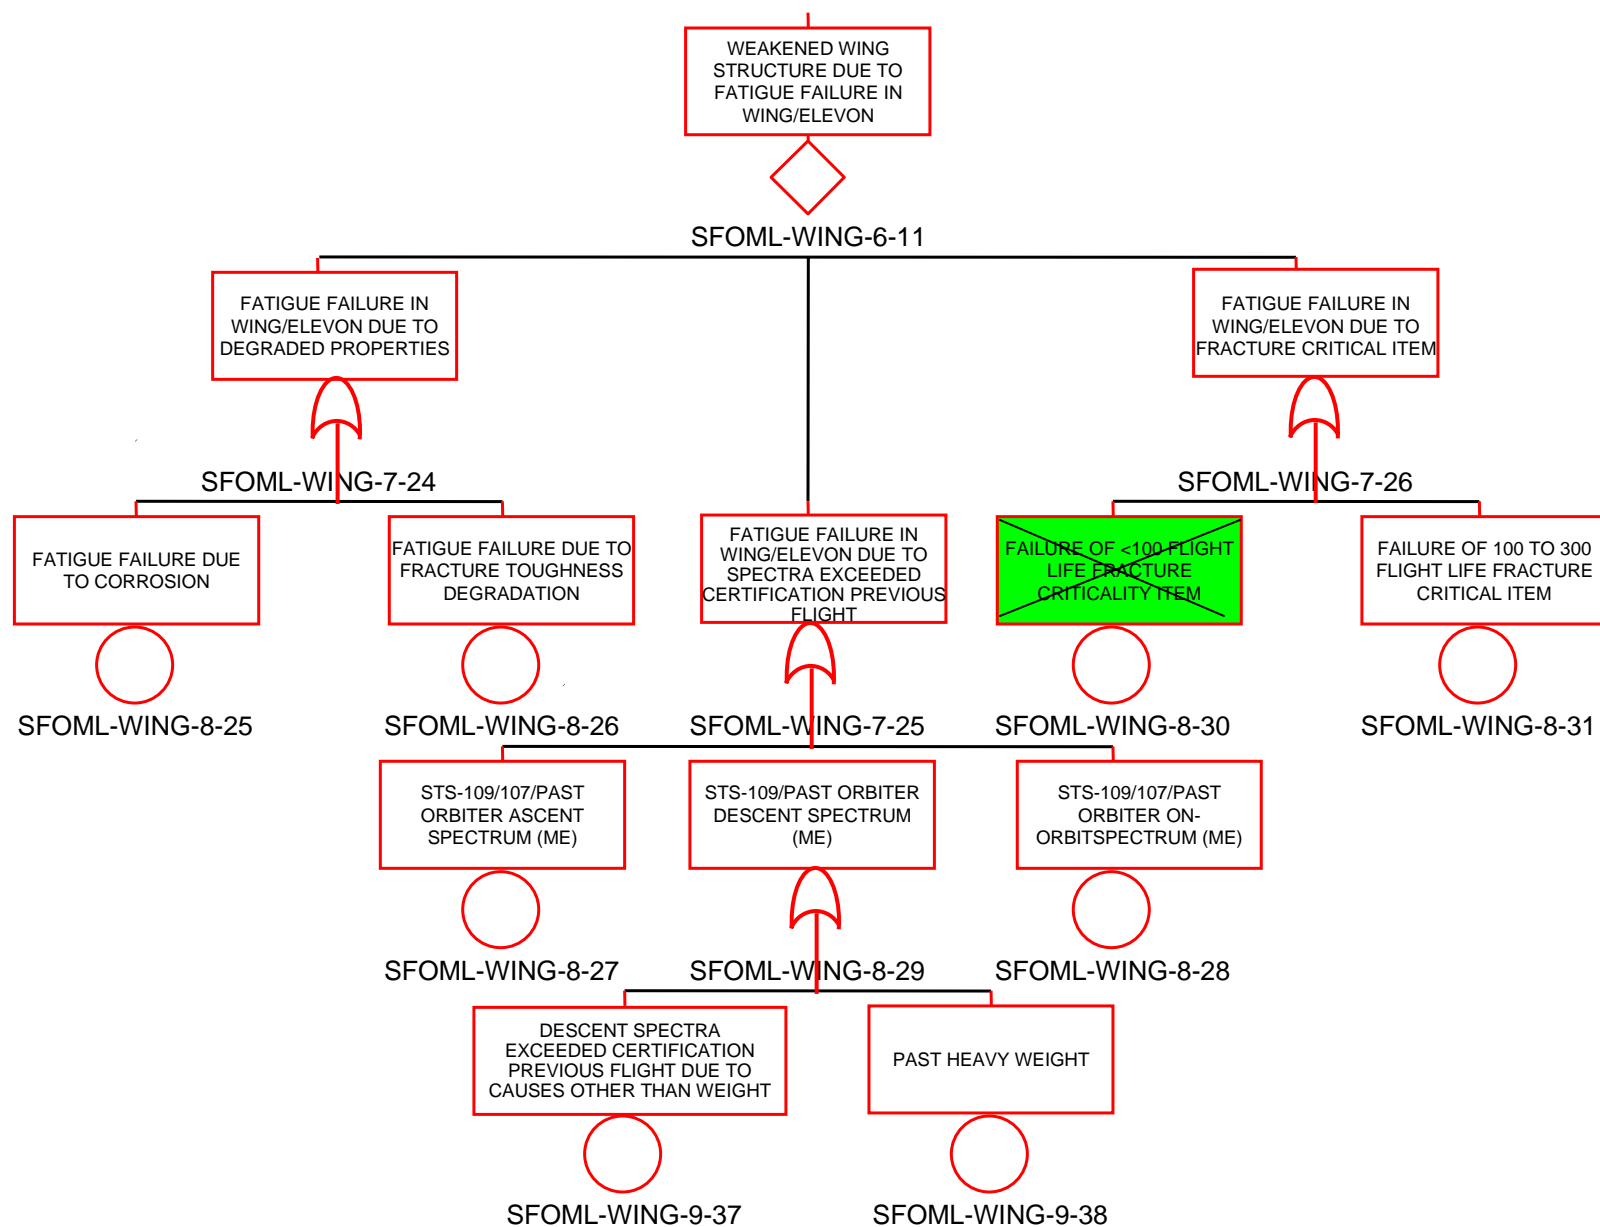 WEAKENED WING
STRUCTURE DUE TO
FATIGUE FAILURE IN
WING/ELEVON
SFOML-WING-6-11
FATIGUE FAILURE IN
WING/ELEVON DUE TO
DEGRADED PROPERTIES
SFOML-WING-7-24
FATIGUE FAILURE IN
WING/ELEVON DUE TO
FRACTURE CRITICAL ITEM
SFOML-WING-7-26
FATIGUE FAILURE DUE
TO CORROSION
SFOML-WING-8-25
FATIGUE FAILURE DUE TO
FRACTURE TOUGHNESS
DEGRADATION
SFOML-WING-8-26
FATIGUE FAILURE IN
WING/ELEVON DUE TO
SPECTRA EXCEEDED
CERTIFICATION PREVIOUS
FLIGHT
SFOML-WING-7-25
FAILURE OF <100 FLIGHT
LIFE FRACTURE
CRITICALITY ITEM
SFOML-WING-8-30
FAILURE OF 100 TO 300
FLIGHT LIFE FRACTURE
CRITICAL ITEM
SFOML-WING-8-31
STS-109/107/PAST
ORBITER ASCENT
SPECTRUM (ME)
SFOML-WING-8-27
STS-109/PAST ORBITER
DESCENT SPECTRUM
(ME)
SFOML-WING-8-29
STS-109/107/PAST
ORBITER ON-
ORBITSPECTRUM (ME)
SFOML-WING-8-28
DESCENT SPECTRA
EXCEEDED CERTIFICATION
PREVIOUS FLIGHT DUE TO
CAUSES OTHER THAN WEIGHT
SFOML-WING-9-37
PAST HEAVY WEIGHT
SFOML-WING-9-38